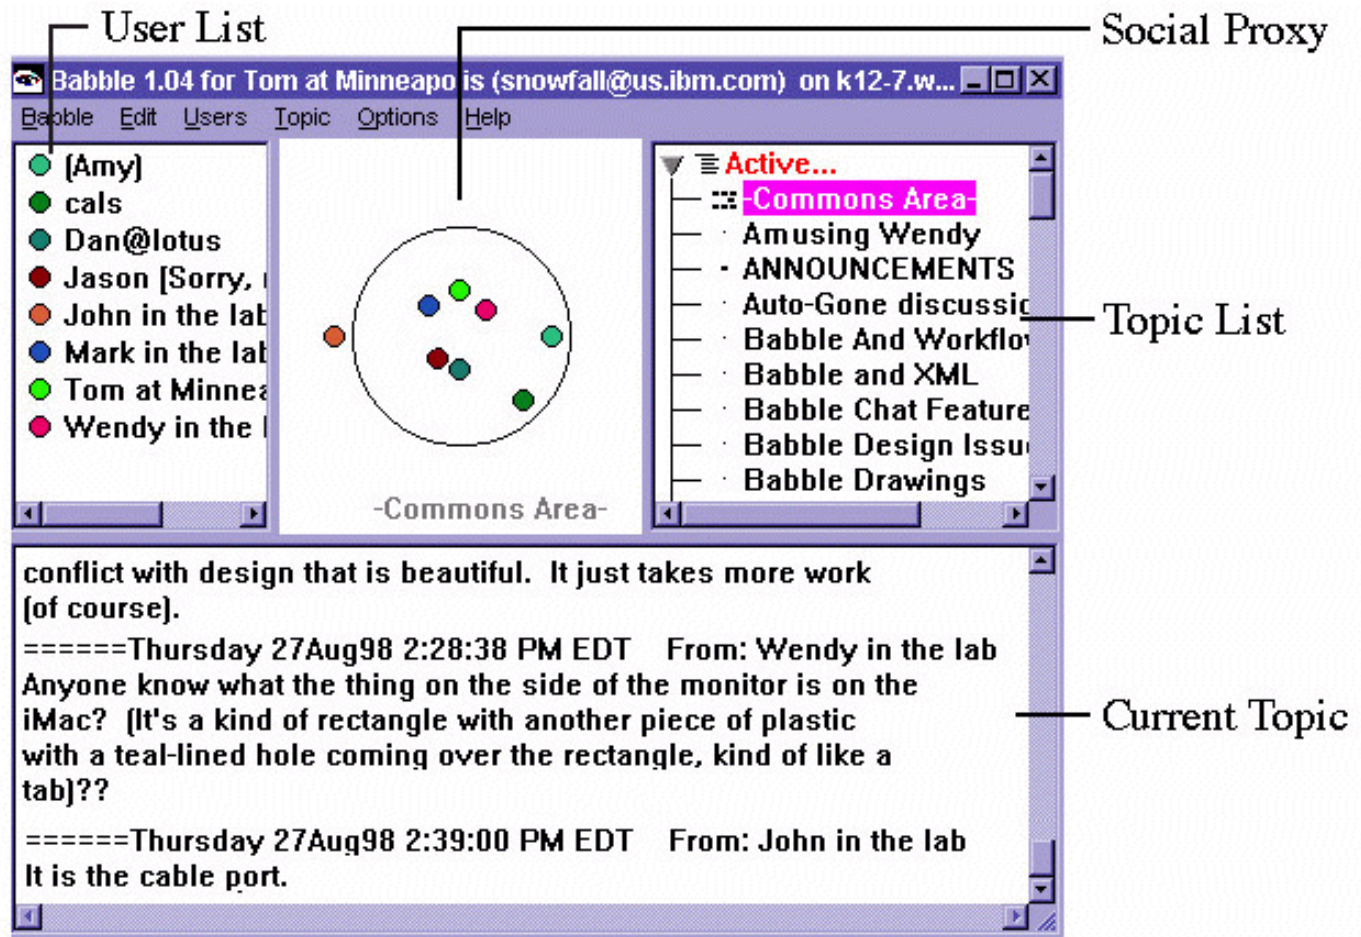 User List
Social Proxy
Babble 1.04 for Tom at Minneapolis (snowfall@us.ibm.com) on k12-7.w...
Babble Edit Users Topic Options Help
(Amy)
cals
Dan@lotus
Jason [Sorry,
John in the lab
Mark in the lab
Tom at Minnea
Wendy in the
-Commons Area-
Active...
-Commons Area-
Amusing Wendy
ANNOUNCEMENTS
Auto-Gone discussio
Babble And Workflow
Babble and XML
Babble Chat Feature
Babble Design Issu
Babble Drawings
Topic List
conflict with design that is beautiful. It just takes more work
(of course).
======Thursday 27Aug98 2:28:38 PM EDT From: Wendy in the lab
Anyone know what the thing on the side of the monitor is on the
iMac? (It's a kind of rectangle with another piece of plastic
with a teal-lined hole coming over the rectangle, kind of like a
tab)??
======Thursday 27Aug98 2:39:00 PM EDT From: John in the lab
It is the cable port.
Current Topic